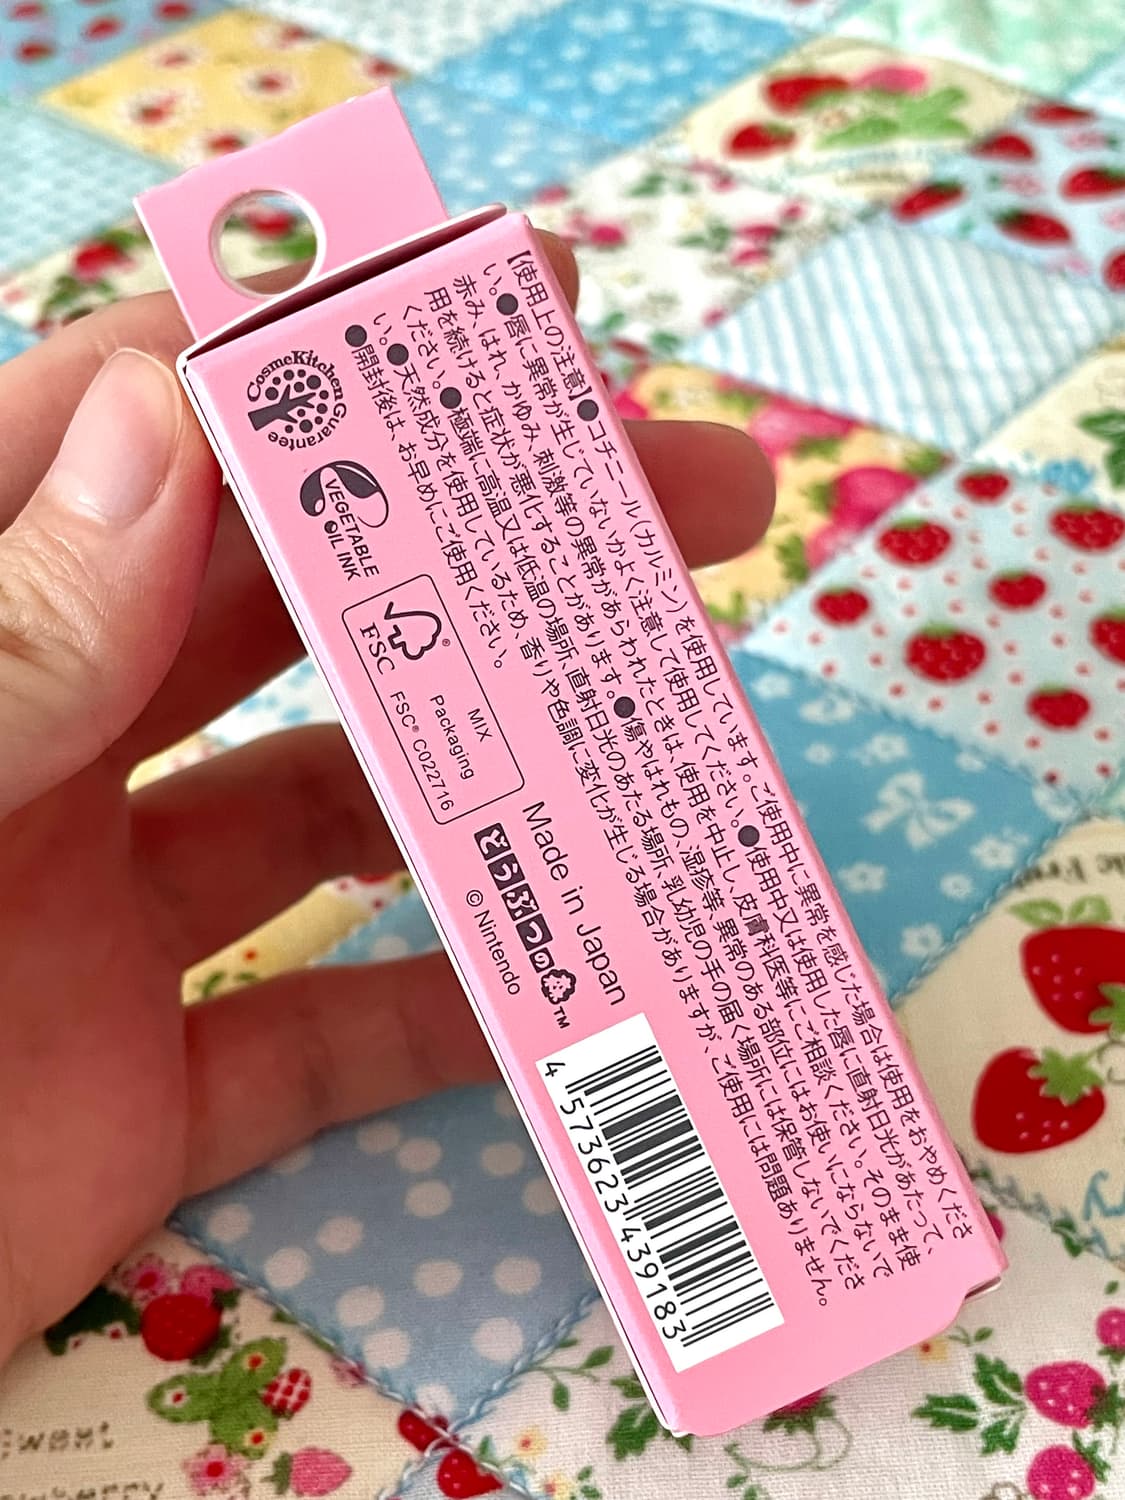 【使用上の注意】●コチニール(カルミン)を使用しています。ご使用中に異常を感じた場合は使用をおやめくださ
い。●唇に異常が生じていないかよく注意して使用してください。●使用中又は使用した唇に直射日光があたって、
赤み、はれ、かゆみ、刺激等の異常があらわれたときは、使用を中止し、皮膚科医等にご相談ください。そのまま使
用を続けると症状が悪化することがあります。●傷やはれもの、湿疹等、異常のある部位にはお使いにならないで
ください。●極端に高温又は低温の場所、直射日光のあたる場所、乳幼児の手の届く場所には保管しないでくださ
い。●天然成分を使用しているため、香りや色調に変化が生じる場合がありますが、ご使用には問題ありません。
●開封後は、お早めにご使用ください。
CosmeKitchen Guarantee
VEGETABLE
OIL INK
®
FSC
MIX
Packaging
FSC® C022716
Made in Japan
どうぶつの森™
©Nintendo
4 573623 439183